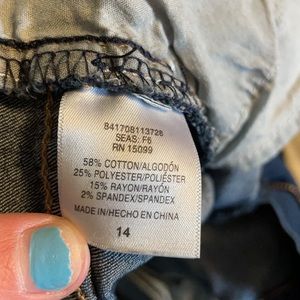 841708113728
SEAS: F6
RN 15099
58% COTTON/ALGODÓN
25% POLYESTER/POLIÉSTER
15% RAYON/RAYÓN
2% SPANDEX/SPANDEX
MADE IN/HECHO EN CHINA
14